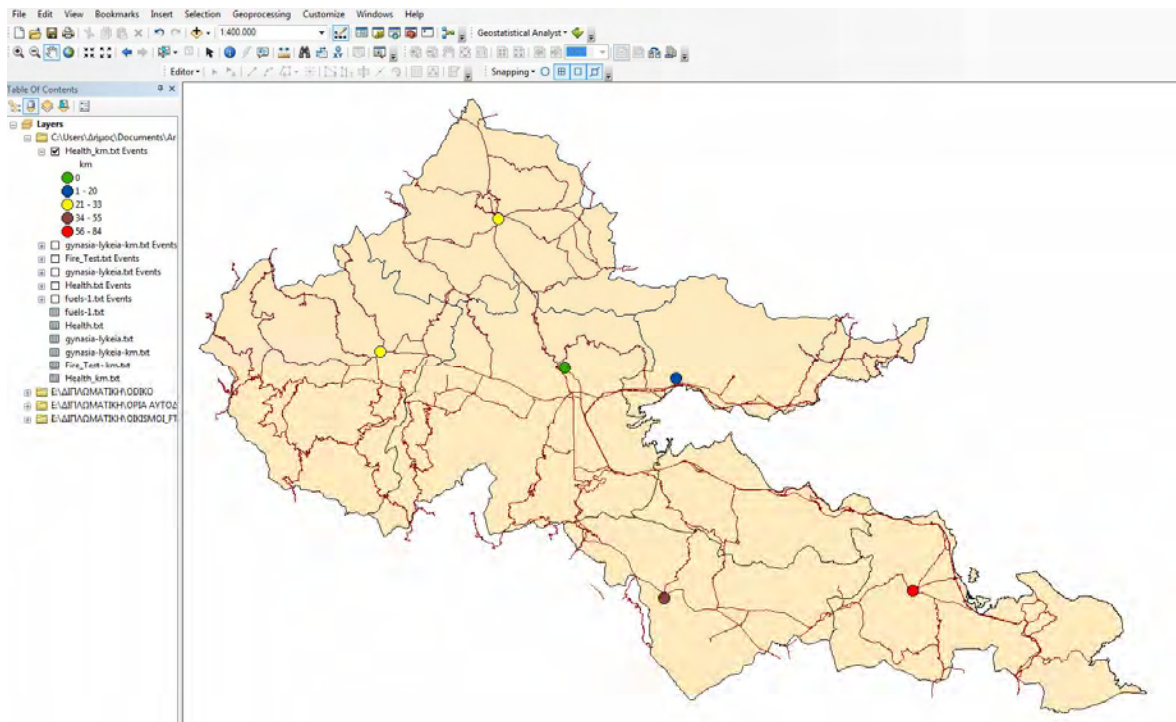 File Edit View Bookmarks Insert Selection Geoprocessing Customize Windows Help
1:400.000 Geostatistical Analyst
Editor Snapping
Table Of Contents
Layers
C:\Users\Δήμος\Documents\Ar
Health_km.txt Events
km
0
1 - 20
21 - 33
34 - 55
56 - 84
gynasia-lykeia-km.txt Events
Fire_Test.txt Events
gynasia-lykeia.txt Events
Health.txt Events
fuels-1.txt Events
fuels-1.txt
Health.txt
gynasia-lykeia.txt
gynasia-lykeia-km.txt
Fire_Test-km.txt
Health_km.txt
E:\ΔΙΠΛΩΜΑΤΙΚΗ\ODIKO
E:\ΔΙΠΛΩΜΑΤΙΚΗ\ΟΡΙΑ ΑΥΤΟΔ
E:\ΔΙΠΛΩΜΑΤΙΚΗ\OIKISMOI_FT